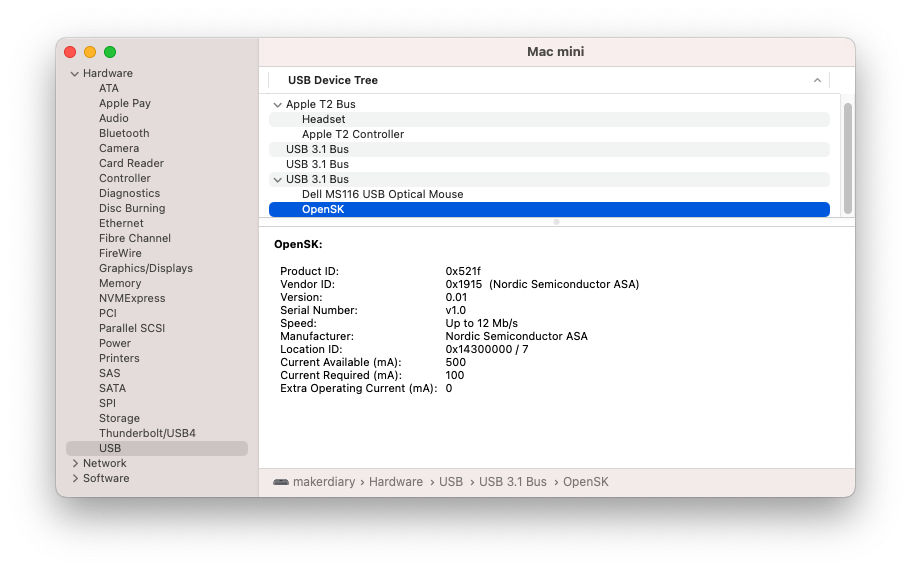 Mac mini
Hardware
ATA
Apple Pay
Audio
Bluetooth
Camera
Card Reader
Controller
Diagnostics
Disc Burning
Ethernet
Fibre Channel
FireWire
Graphics/Displays
Memory
NVMExpress
PCI
Parallel SCSI
Power
Printers
SAS
SATA
SPI
Storage
Thunderbolt/USB4
USB
Network
Software
USB Device Tree
Apple T2 Bus
Headset
Apple T2 Controller
USB 3.1 Bus
USB 3.1 Bus
USB 3.1 Bus
Dell MS116 USB Optical Mouse
OpenSK
OpenSK:
Product ID: 0x521f
Vendor ID: 0x1915 (Nordic Semiconductor ASA)
Version: 0.01
Serial Number: v1.0
Speed: Up to 12 Mb/s
Manufacturer: Nordic Semiconductor ASA
Location ID: 0x14300000 / 7
Current Available (mA): 500
Current Required (mA): 100
Extra Operating Current (mA): 0
makerdiary › Hardware › USB › USB 3.1 Bus › OpenSK